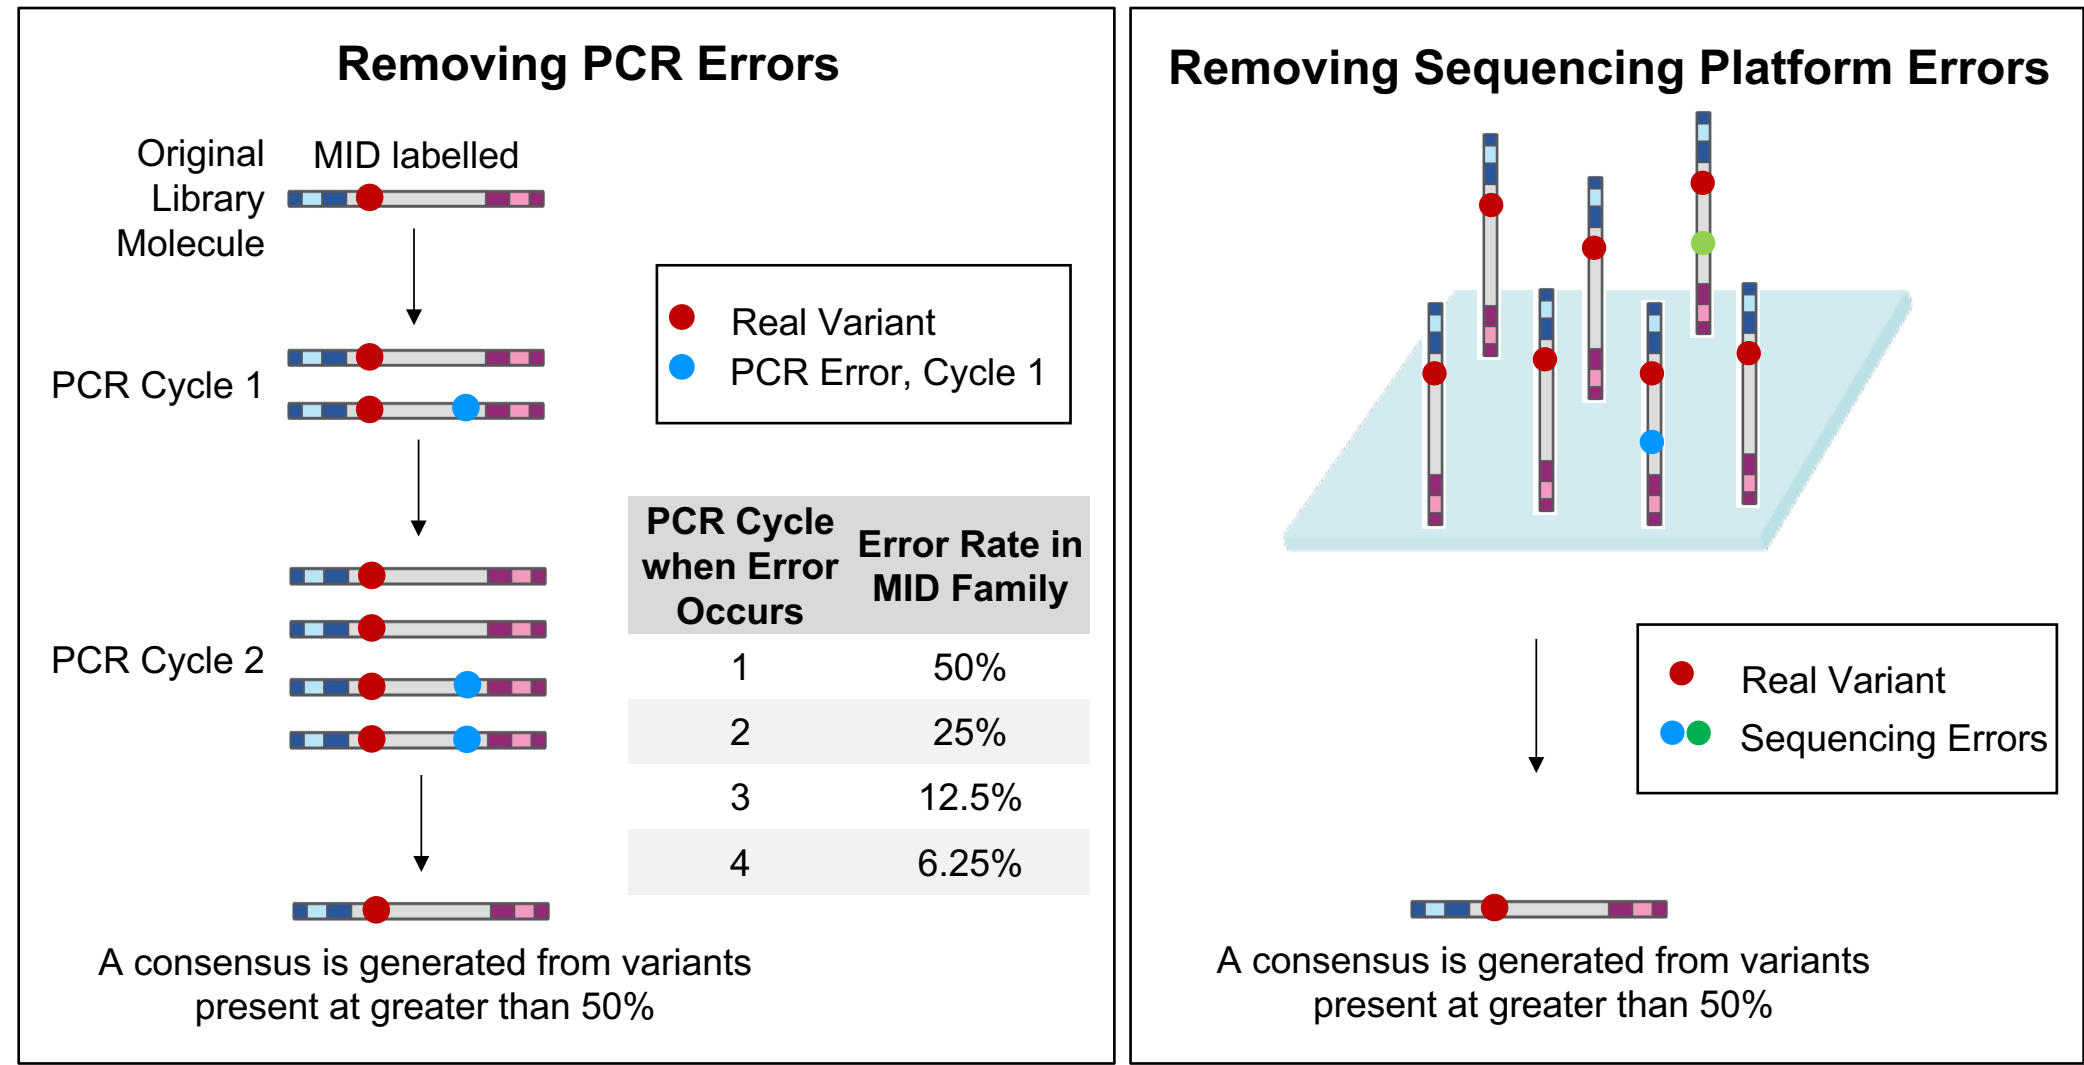 Removing PCR Errors
Original
Library
Molecule
MID labelled
PCR Cycle 1
Real Variant
PCR Error, Cycle 1
PCR Cycle 2
PCR Cycle
when Error
Occurs
Error Rate in
MID Family
1 50%
2 25%
3 12.5%
4 6.25%
A consensus is generated from variants
present at greater than 50%
Removing Sequencing Platform Errors
Real Variant
Sequencing Errors
A consensus is generated from variants
present at greater than 50%